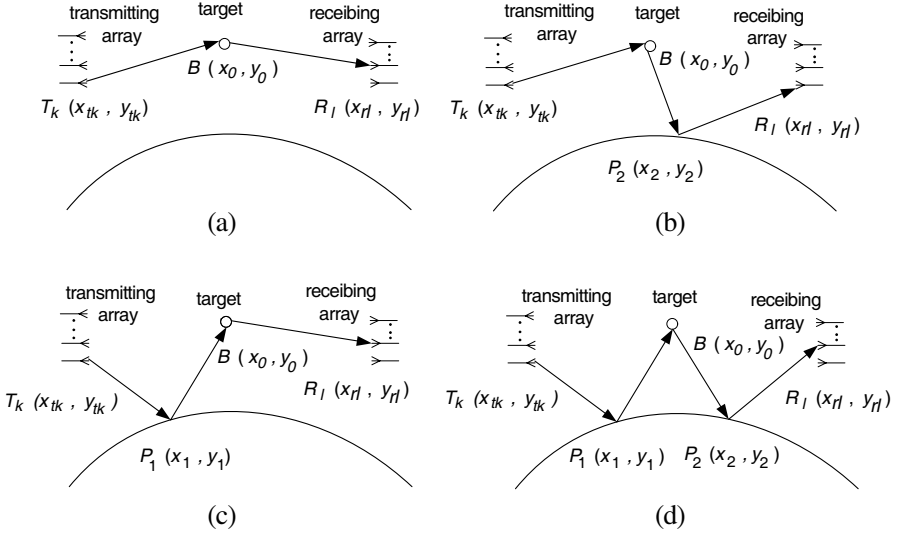 transmitting array
target
receibing array
B ( x0 , y0 )
Tk (xtk , ytk)
Rl (xrl , yrl)
(a)
transmitting array
target
receibing array
B ( x0 , y0 )
Tk (xtk , ytk)
Rl (xrl , yrl)
P2 (x2 , y2)
(b)
transmitting array
target
receibing array
B ( x0 , y0 )
Rl (xrl , yrl)
Tk (xtk , ytk )
P1 (x1 , y1)
(c)
transmitting array
target
receibing array
B ( x0 , y0 )
Tk (xtk , ytk )
Rl (xrl , yrl)
P1 (x1 , y1)
P2 (x2 , y2)
(d)